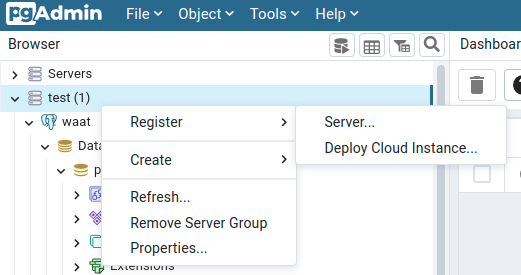 pgAdmin File Object Tools Help
Browser Dashboar
Servers
test (1)
waat
Register Server...
Data
Deploy Cloud Instance...
Create
p
Refresh...
Remove Server Group
Properties...
Extensions